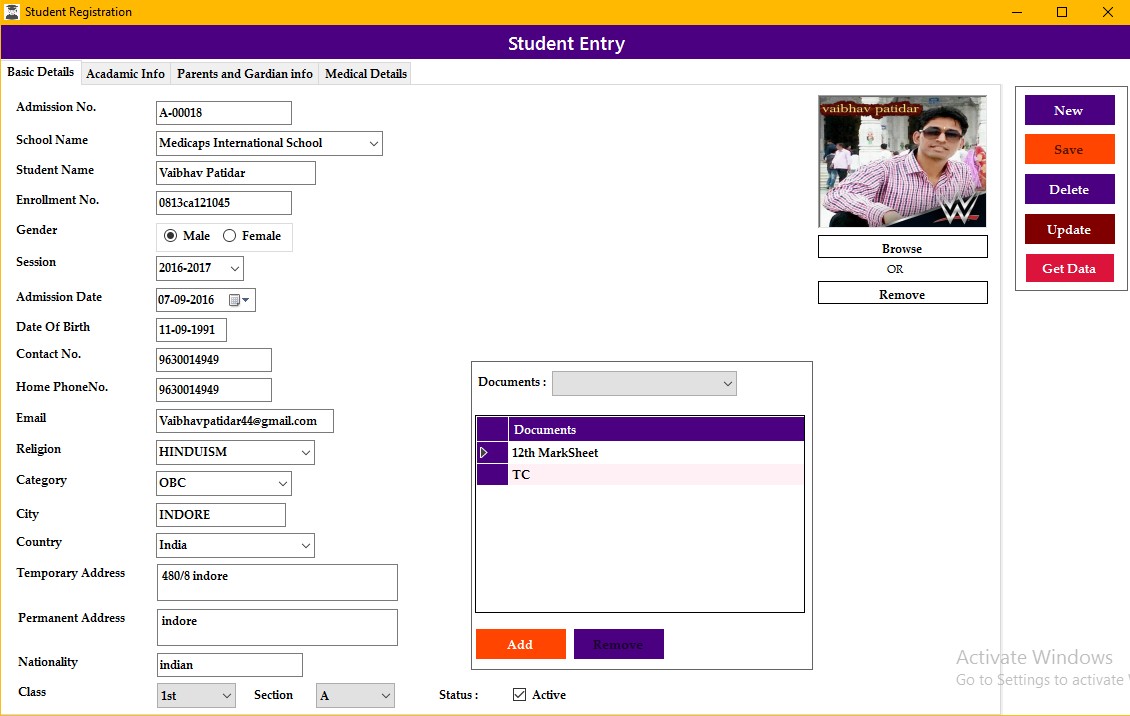 Student Registration
Student Entry
Basic Details Acadamic Info Parents and Gardian info Medical Details
Admission No. A-00018
School Name Medicaps International School
Student Name Vaibhav Patidar
Enrollment No. 0813ca121045
Gender Male Female
Session 2016-2017
Admission Date 07-09-2016
Date Of Birth 11-09-1991
Contact No. 9630014949
Home PhoneNo. 9630014949
Email Vaibhavpatidar44@gmail.com
Religion HINDUISM
Category OBC
City INDORE
Country India
Temporary Address 480/8 indore
Permanent Address indore
Nationality indian
Class 1st Section A Status : Active
Documents :
Documents
12th MarkSheet
TC
Add Remove
vaibhav patidar
W
Browse
OR
Remove
New
Save
Delete
Update
Get Data
Activate Windows
Go to Settings to activate